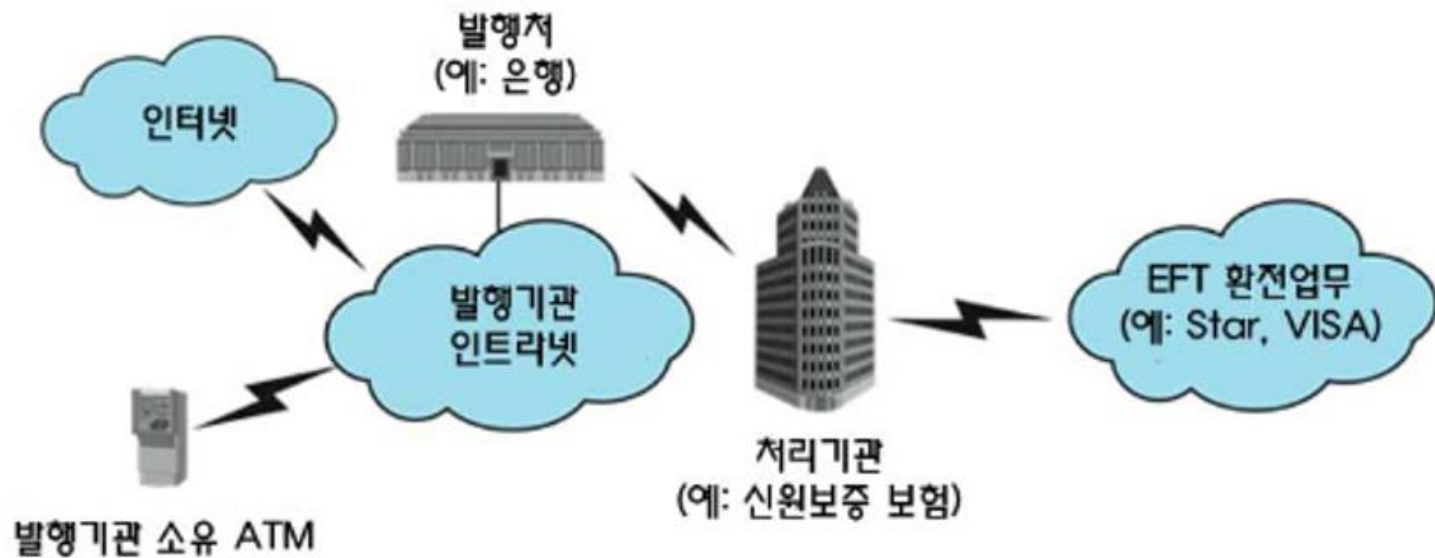 발행처
(예: 은행)
인터넷
발행기관
인트라넷
EFT 환전업무
(예: Star, VISA)
처리기관
(예: 신원보증 보험)
발행기관 소유 ATM